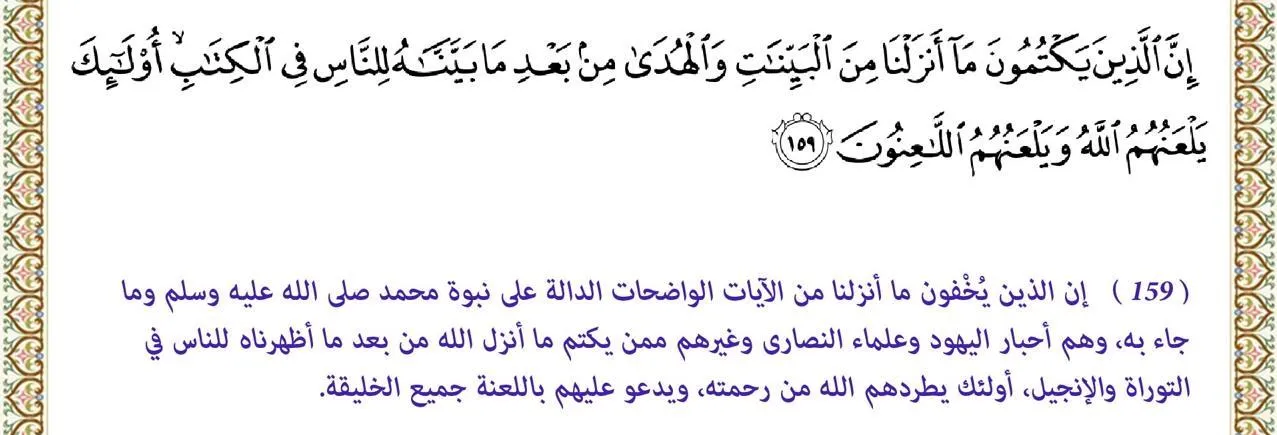 إِنَّ ٱلَّذِينَ يَكْتُمُونَ مَآ أَنزَلْنَا مِنَ ٱلْبَيِّنَٰتِ وَٱلْهُدَىٰ مِنۢ بَعْدِ مَا بَيَّنَّٰهُ لِلنَّاسِ فِى ٱلْكِتَٰبِ ۙ أُو۟لَٰٓئِكَ
يَلْعَنُهُمُ ٱللَّهُ وَيَلْعَنُهُمُ ٱللَّٰعِنُونَ ١٥٩
( 159 ) إن الذين يُخْفون ما أنزلنا من الآيات الواضحات الدالة على نبوة محمد صلى الله عليه وسلم وما
جاء به، وهم أحبار اليهود وعلماء النصارى وغيرهم ممن يكتم ما أنزل الله من بعد ما أظهرناه للناس في
التوراة والإنجيل، أولئك يطردهم الله من رحمته، ويدعو عليهم باللعنة جميع الخليقة.